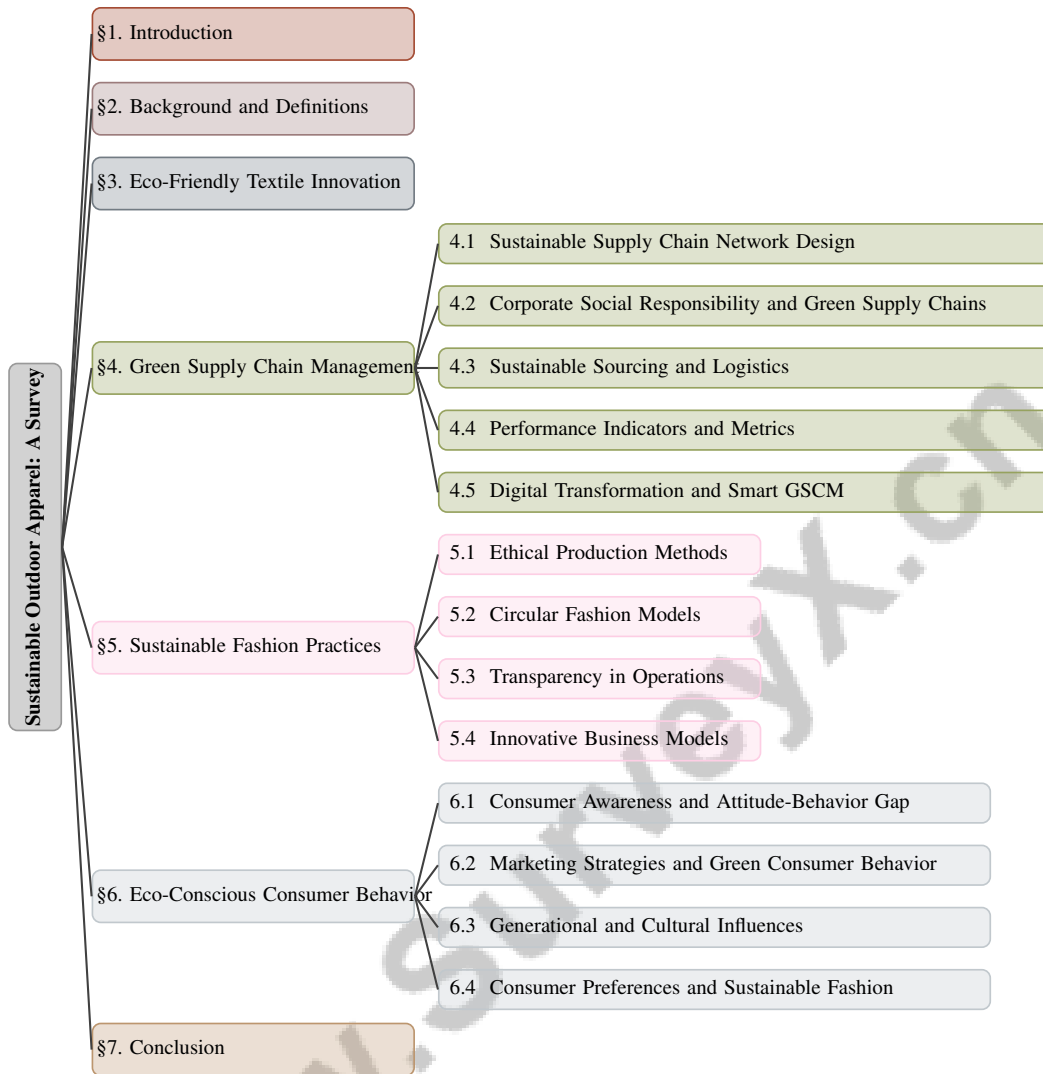 Sustainable Outdoor Apparel: A Survey
§1. Introduction
§2. Background and Definitions
§3. Eco-Friendly Textile Innovation
§4. Green Supply Chain Managemen
4.1 Sustainable Supply Chain Network Design
4.2 Corporate Social Responsibility and Green Supply Chains
4.3 Sustainable Sourcing and Logistics
4.4 Performance Indicators and Metrics
4.5 Digital Transformation and Smart GSCM
§5. Sustainable Fashion Practices
5.1 Ethical Production Methods
5.2 Circular Fashion Models
5.3 Transparency in Operations
5.4 Innovative Business Models
§6. Eco-Conscious Consumer Behavior
6.1 Consumer Awareness and Attitude-Behavior Gap
6.2 Marketing Strategies and Green Consumer Behavior
6.3 Generational and Cultural Influences
6.4 Consumer Preferences and Sustainable Fashion
§7. Conclusion
w.surveyx.cn